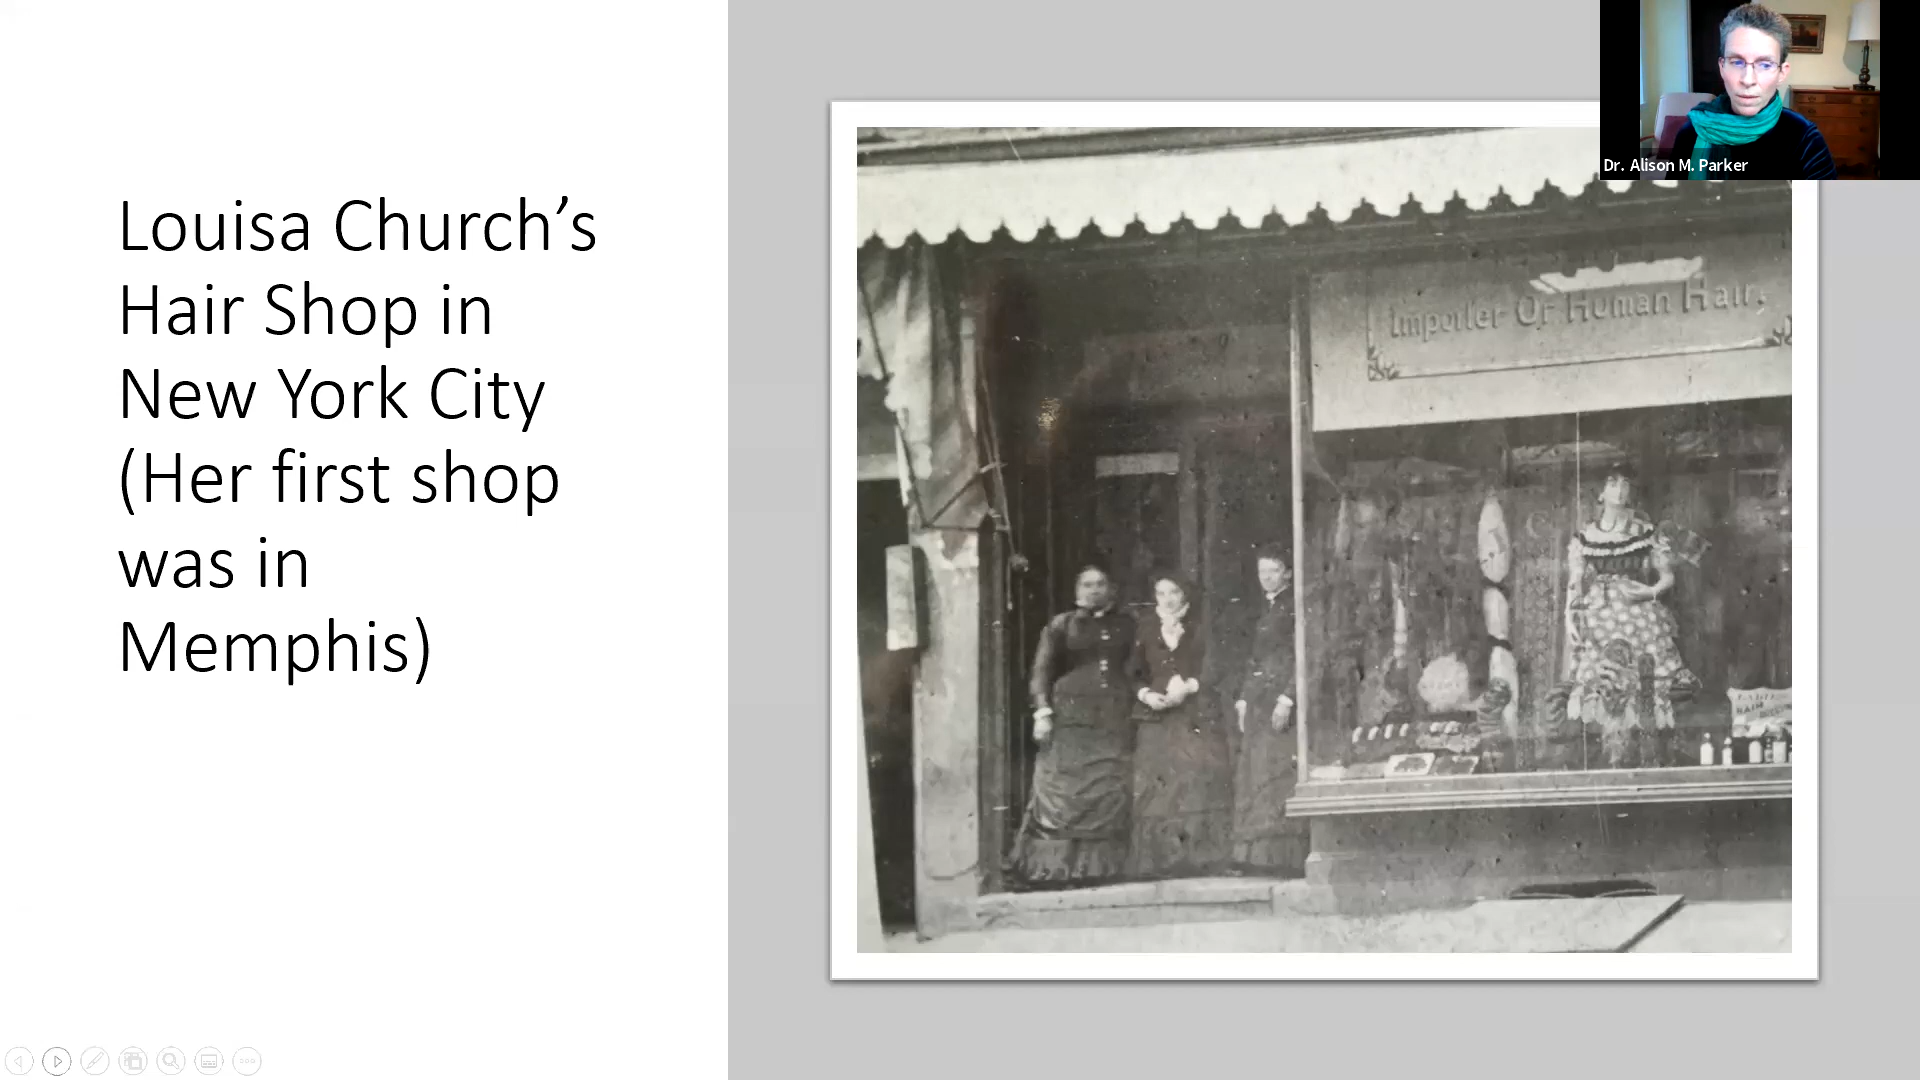 Louisa Church’s
Hair Shop in
New York City
(Her first shop
was in
Memphis)
Dr. Alison M. Parker
Importer Of Human Hair.
HAIR